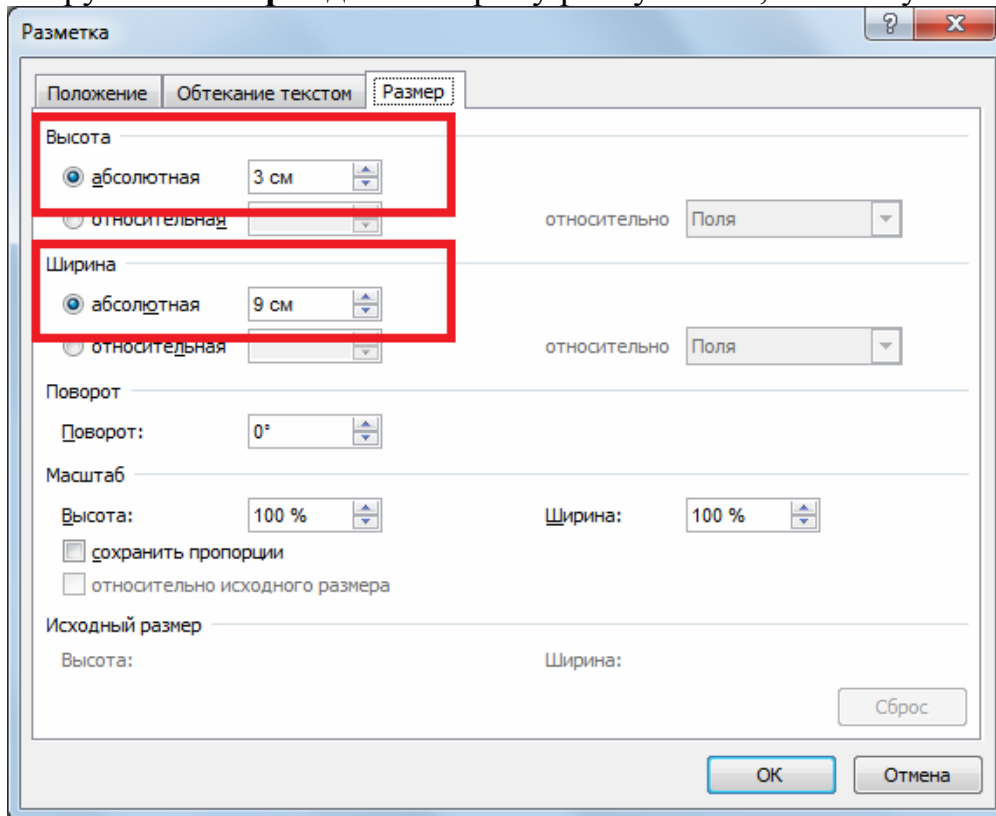 Разметка
Положение Обтекание текстом Размер
Высота
абсолютная 3 см
относительная относительно Поля
Ширина
абсолютная 9 см
относительная относительно Поля
Поворот
Поворот: 0°
Масштаб
Высота: 100 % Ширина: 100 %
сохранить пропорции
относительно исходного размера
Исходный размер
Высота: Ширина:
Сброс
ОК Отмена